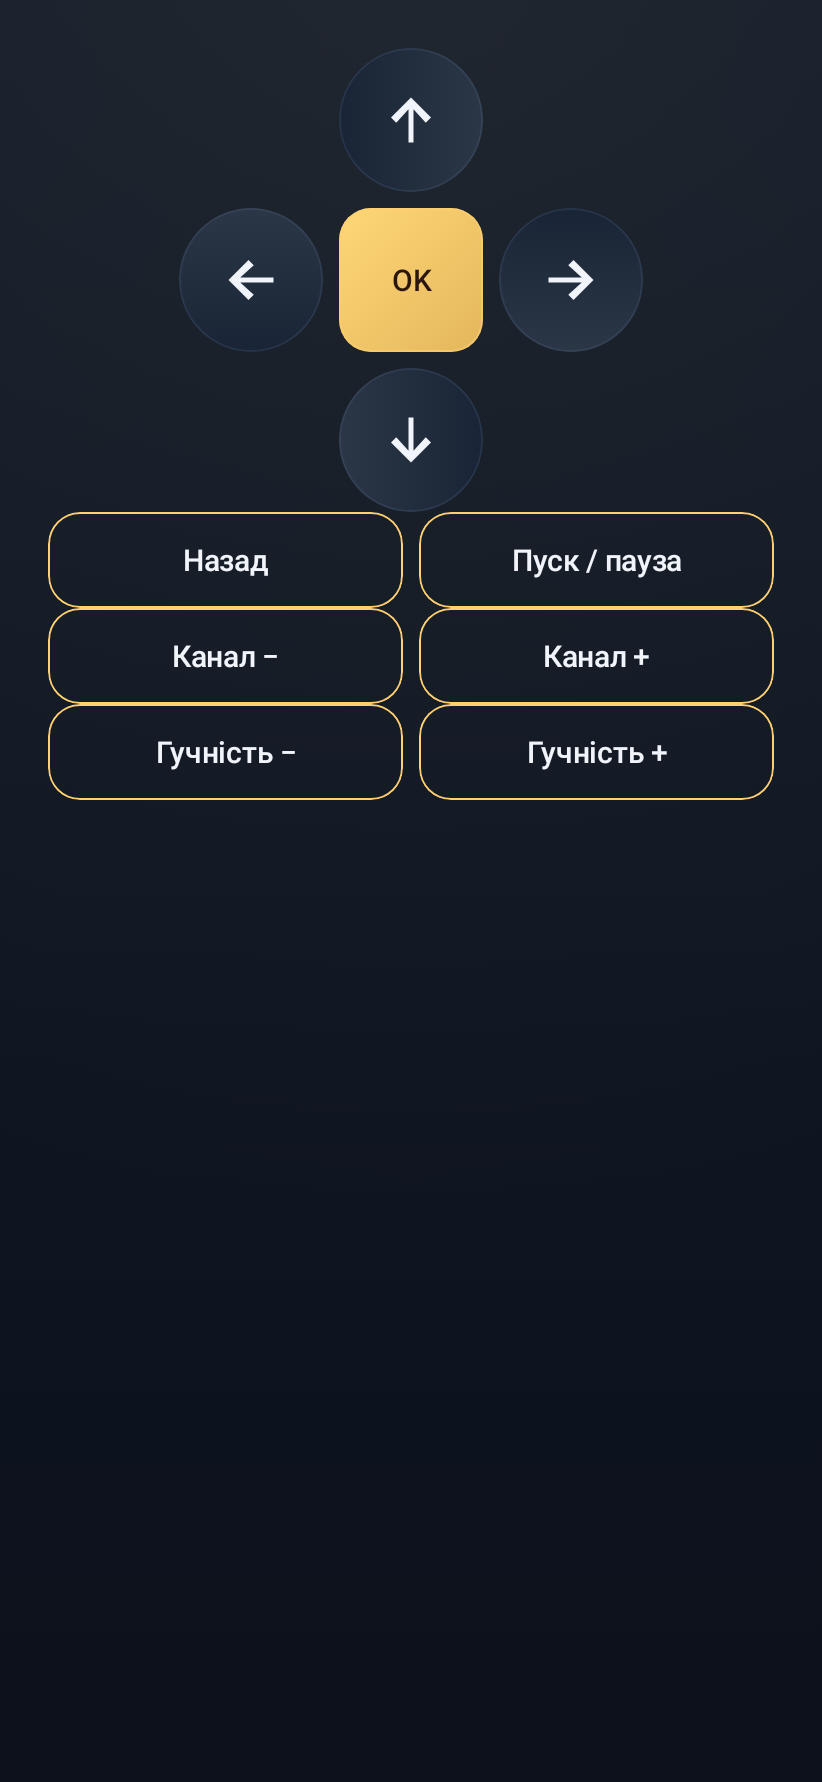 OK
Назад
Пуск / пауза
Канал −
Канал +
Гучність −
Гучність +